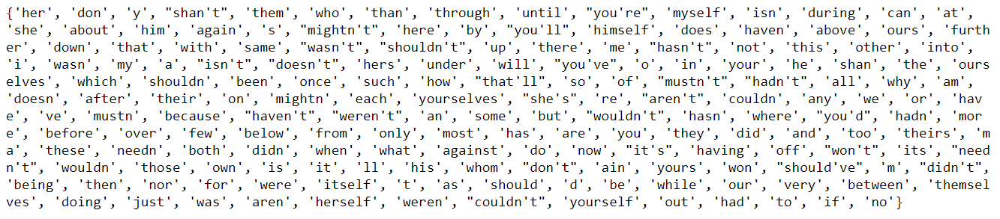 {'her', 'don', 'y', "shan't", 'them', 'who', 'than', 'through', 'until', "you're", 'myself', 'isn', 'during', 'can', 'at',
'she', 'about', 'him', 'again', 's', "mightn't", 'here', 'by', "you'll", 'himself', 'does', 'haven', 'above', 'ours', 'furth
er', 'down', 'that', 'with', 'same', "wasn't", "shouldn't", 'up', 'there', 'me', "hasn't", 'not', 'this', 'other', 'into',
'i', 'wasn', 'my', 'a', "isn't", "doesn't", 'hers', 'under', 'will', "you've", 'o', 'in', 'your', 'he', 'shan', 'the', 'ours
elves', 'which', 'shouldn', 'been', 'once', 'such', 'how', "that'll", 'so', 'of', "mustn't", "hadn't", 'all', 'why', 'am',
'doesn', 'after', 'their', 'on', 'mightn', 'each', 'yourselves', "she's", 're', "aren't", 'couldn', 'any', 'we', 'or', 'hav
e', 've', 'mustn', 'because', "haven't", "weren't", 'an', 'some', 'but', "wouldn't", 'hasn', 'where', "you'd", 'hadn', 'mor
e', 'before', 'over', 'few', 'below', 'from', 'only', 'most', 'has', 'are', 'you', 'they', 'did', 'and', 'too', 'theirs', 'm
a', 'these', 'needn', 'both', 'didn', 'when', 'what', 'against', 'do', 'now', "it's", 'having', 'off', "won't", 'its', "need
n't", 'wouldn', 'those', 'own', 'is', 'it', 'll', 'his', 'whom', "don't", 'ain', 'yours', 'won', "should've", 'm', "didn't",
'being', 'then', 'nor', 'for', 'were', 'itself', 't', 'as', 'should', 'd', 'be', 'while', 'our', 'very', 'between', 'themsel
ves', 'doing', 'just', 'was', 'aren', 'herself', 'weren', "couldn't", 'yourself', 'out', 'had', 'to', 'if', 'no'}